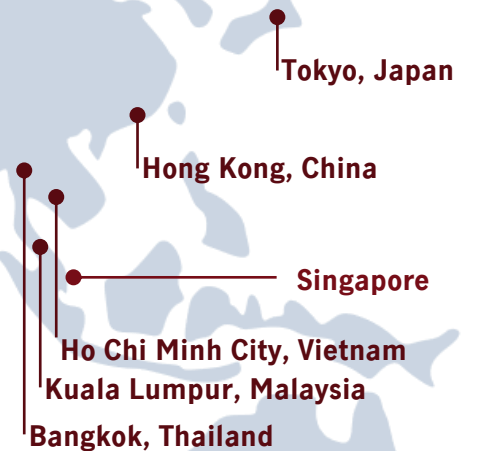 Tokyo, Japan
Hong Kong, China
Singapore
Ho Chi Minh City, Vietnam
Kuala Lumpur, Malaysia
Bangkok, Thailand